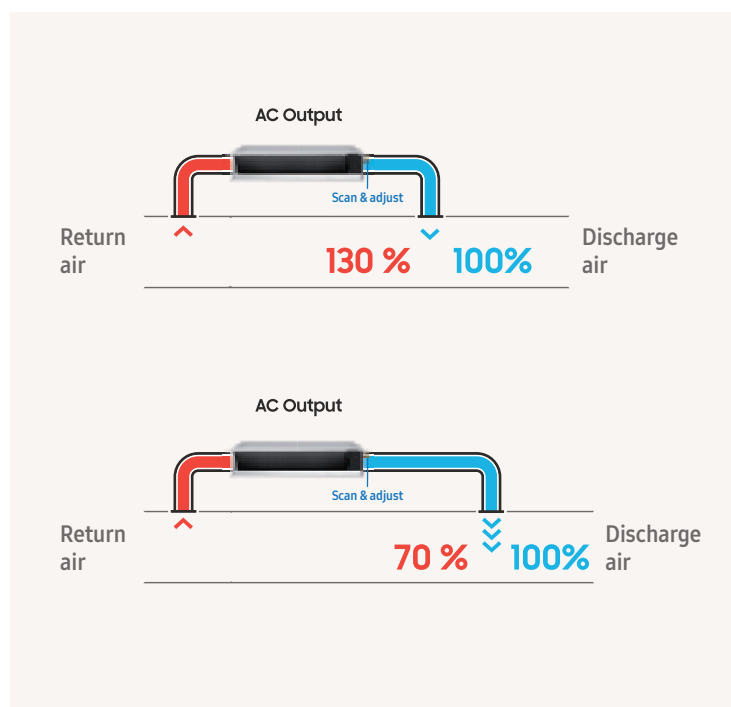 AC Output
Scan & adjust
Return
air
130 %
100%
Discharge
air
AC Output
Scan & adjust
Return
air
70 %
100%
Discharge
air